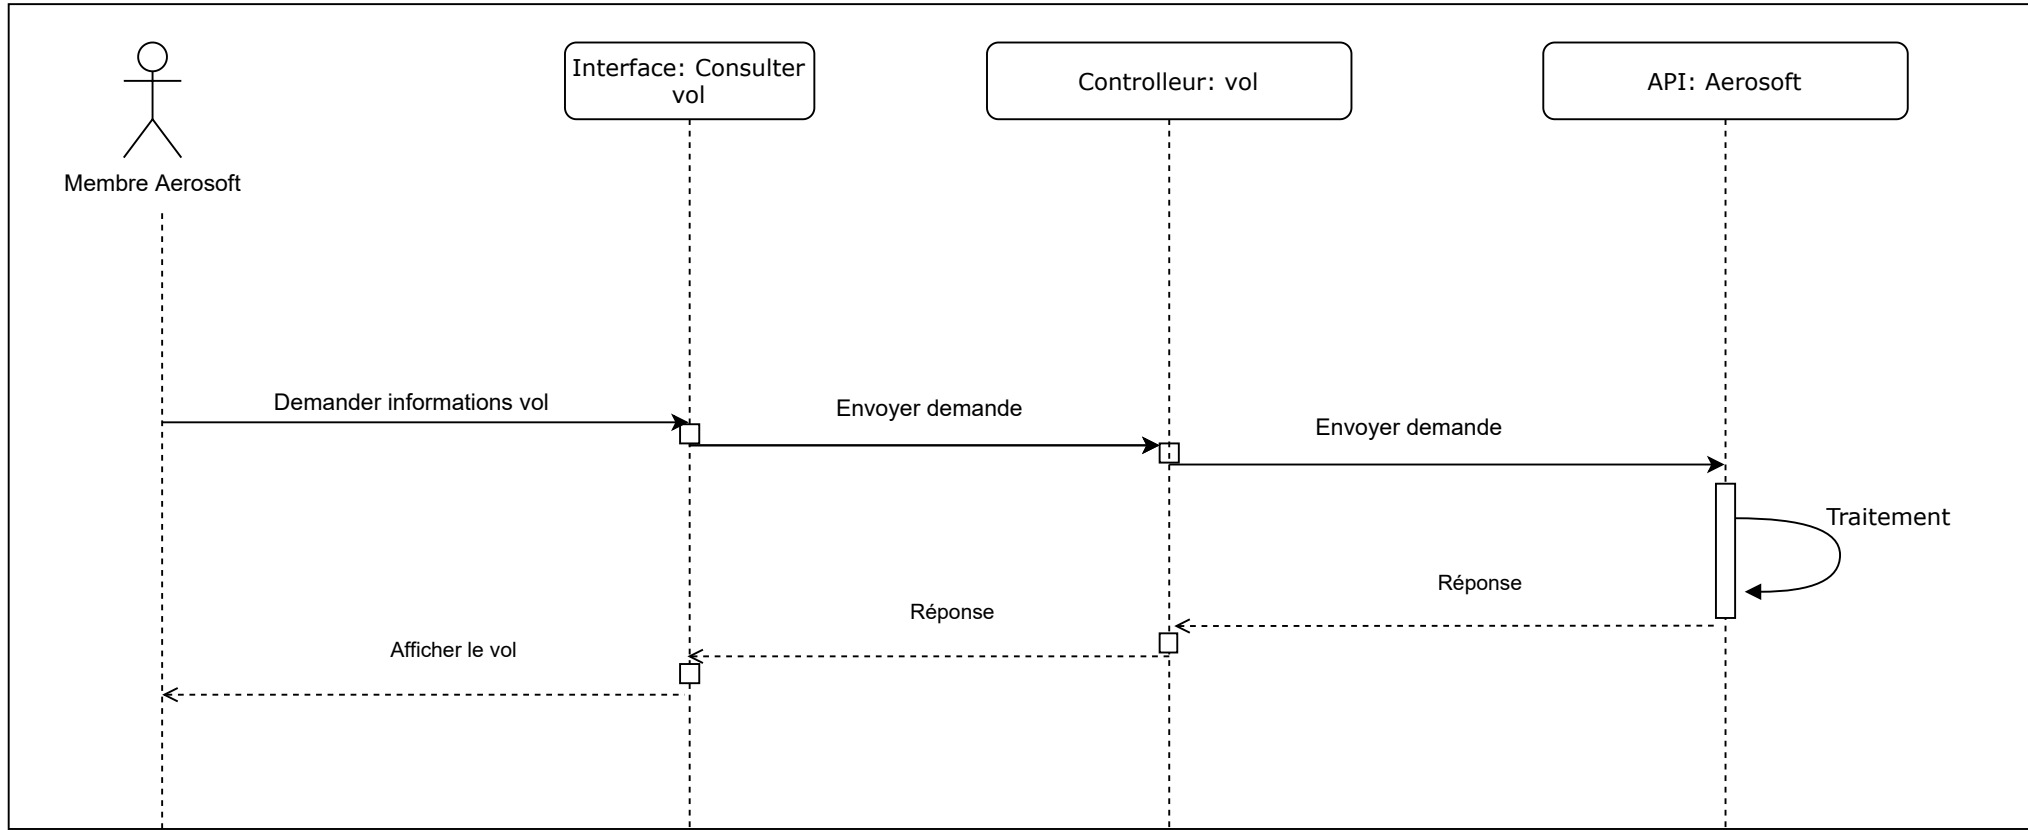 Interface: Consulter
vol
Controlleur: vol
API: Aerosoft
Membre Aerosoft
Demander informations vol
Envoyer demande
Envoyer demande
Traitement
Réponse
Réponse
Afficher le vol